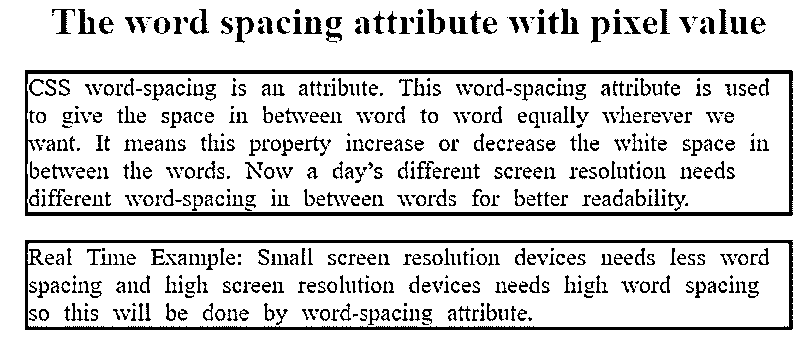 The word spacing attribute with pixel value
CSS word-spacing is an attribute. This word-spacing attribute is used
to give the space in between word to word equally wherever we
want. It means this property increase or decrease the white space in
between the words. Now a day's different screen resolution needs
different word-spacing in between words for better readability.
Real Time Example: Small screen resolution devices needs less word
spacing and high screen resolution devices needs high word spacing
so this will be done by word-spacing attribute.